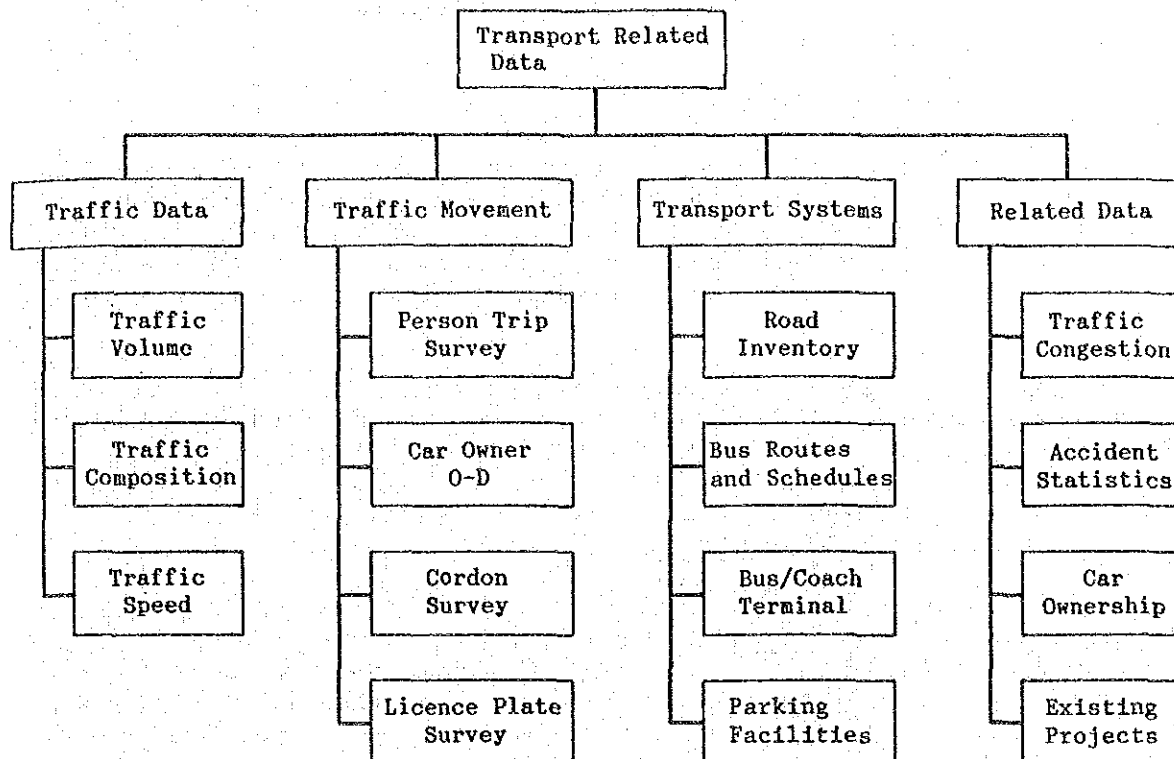 Transport Related
Data
Traffic Data
Traffic Movement
Transport Systems
Related Data
Traffic
Volume
Traffic
Composition
Traffic
Speed
Person Trip
Survey
Car Owner
O-D
Cordon
Survey
Licence Plate
Survey
Road
Inventory
Bus Routes
and Schedules
Bus/Coach
Terminal
Parking
Facilities
Traffic
Congestion
Accident
Statistics
Car
Ownership
Existing
Projects